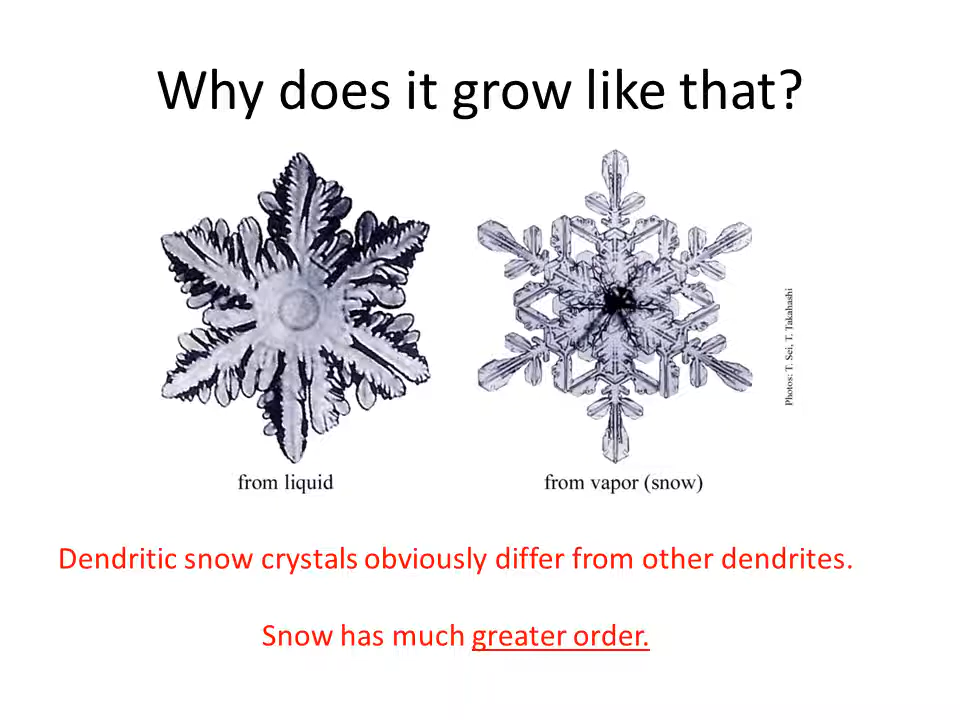 Why does it grow like that?
Photos: T. Sei, T. Takahashi
from liquid
from vapor (snow)
Dendritic snow crystals obviously differ from other dendrites.
Snow has much greater order.